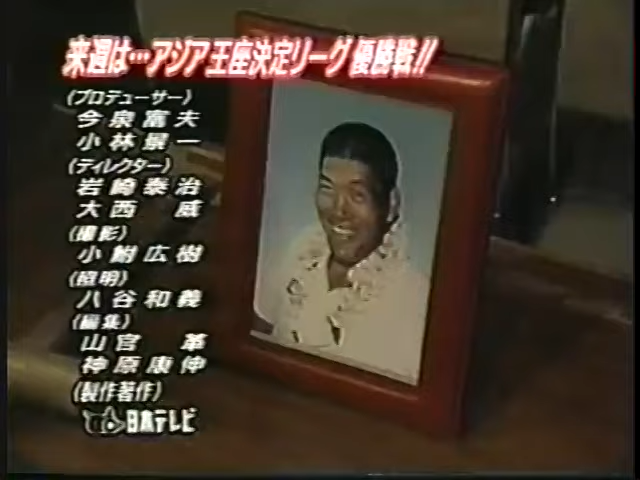 来週は…アジア王座決定リーグ優勝戦!!
(プロデューサー)
今泉富夫
小林景一
(ディレクター)
岩崎泰治
大西 威
(撮影)
小鮒広樹
(照明)
八谷和義
(編集)
山宮 革
神原康伸
(製作著作)
日本テレビ